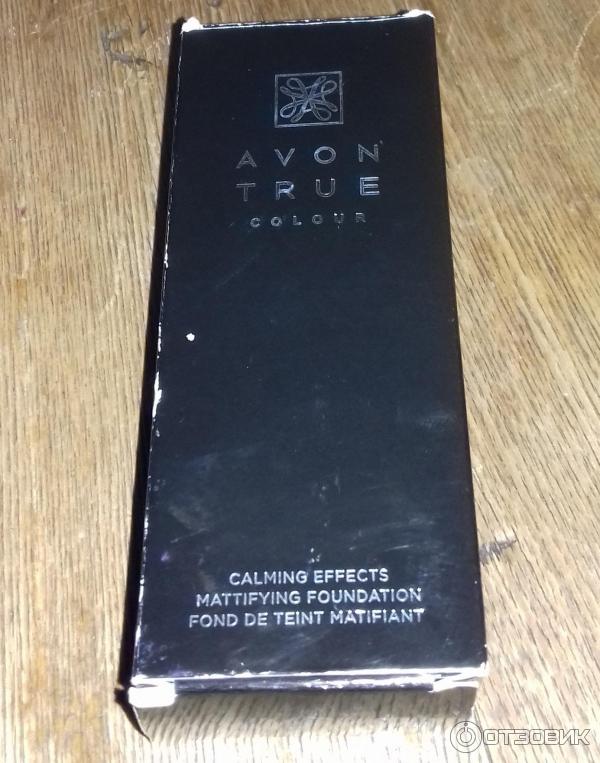 AVON
TRUE
COLOUR
CALMING EFFECTS
MATTIFYING FOUNDATION
FOND DE TEINT MATIFIANT
ОТЗОВИК